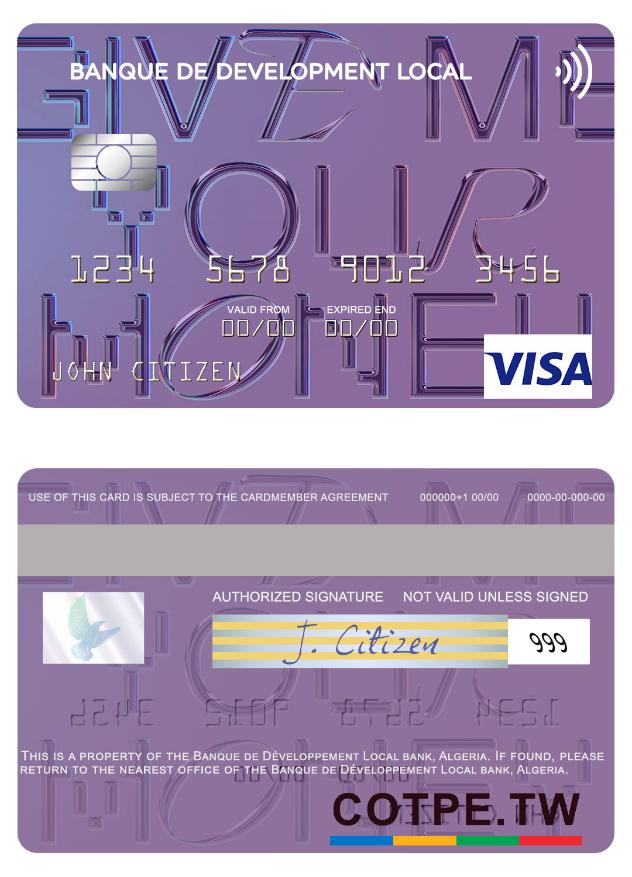 GIVE ME
BANQUE DE DEVELOPMENT LOCAL
YOUR
1234 5678 9012 3456
MONEY
VALID FROM EXPIRED END
00/00 00/00
JOHN CITIZEN
VISA
USE OF THIS CARD IS SUBJECT TO THE CARDMEMBER AGREEMENT 000000+1 00/00 0000-00-000-00
AUTHORIZED SIGNATURE NOT VALID UNLESS SIGNED
J. Citizen
999
THIS IS A PROPERTY OF THE BANQUE DE DÉVELOPPEMENT LOCAL BANK, ALGERIA. IF FOUND, PLEASE
RETURN TO THE NEAREST OFFICE OF THE BANQUE DE DÉVELOPPEMENT LOCAL BANK, ALGERIA.
COTPE.TW